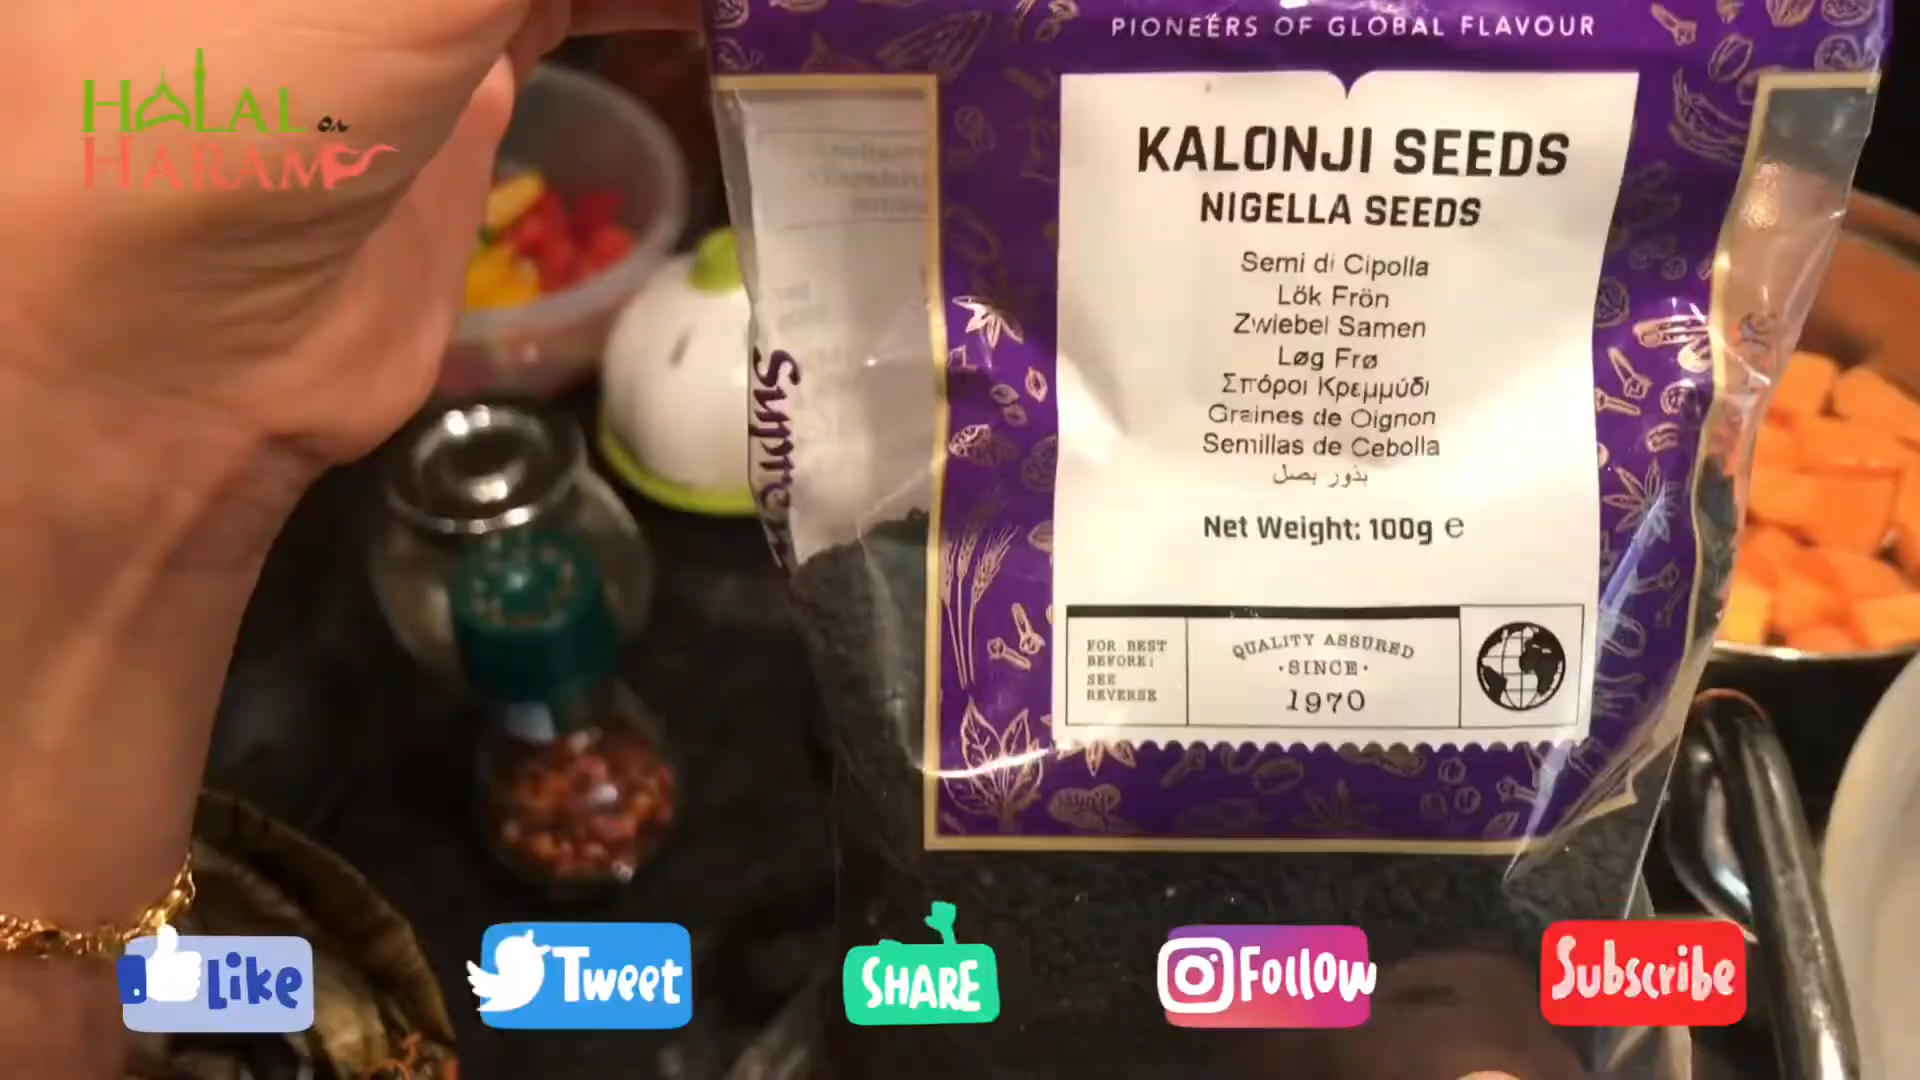 HALAL or
HARAM
PIONEERS OF GLOBAL FLAVOUR
KALONJI SEEDS
NIGELLA SEEDS
Semi di Cipolla
Lök Frön
Zwiebel Samen
Løg Frø
Σπόροι Κρεμμύδι
Graines de Oignon
Semillas de Cebolla
بذور بصل
Net Weight: 100g e
FOR BEST
BEFORE:
SEE
REVERSE
QUALITY ASSURED
·SINCE·
1970
Like
Tweet
SHARE
Follow
Subscribe